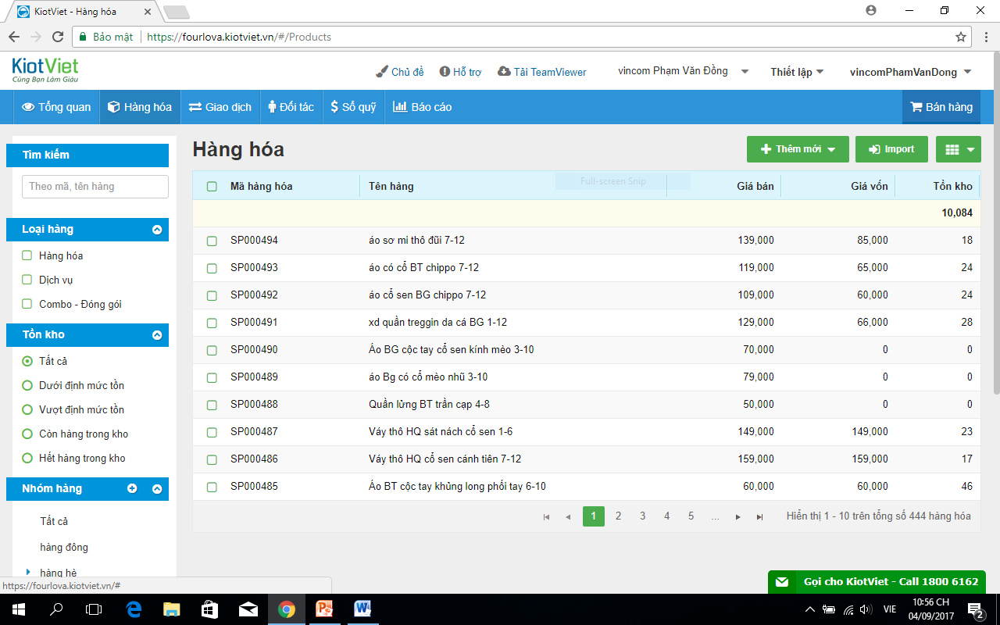 KiotViet - Hàng hóa
Bảo mật https://fourlova.kiotviet.vn/#/Products
KiotViet
Cùng Bạn Làm Giàu
Chủ đề Hỗ trợ Tải TeamViewer vincom Phạm Văn Đồng Thiết lập vincomPhamVanDong
Tổng quan Hàng hóa Giao dịch Đối tác Sổ quỹ Báo cáo Bán hàng
Tìm kiếm
Theo mã, tên hàng
Loại hàng
Hàng hóa
Dịch vụ
Combo - Đóng gói
Tồn kho
Tất cả
Dưới định mức tồn
Vượt định mức tồn
Còn hàng trong kho
Hết hàng trong kho
Nhóm hàng
Tất cả
hàng đông
hàng hè
https://fourlova.kiotviet.vn/#
Hàng hóa
Thêm mới Import
Full-screen Snip
Mã hàng hóa Tên hàng Giá bán Giá vốn Tồn kho
10,084
SP000494 áo sơ mi thô đũi 7-12 139,000 85,000 18
SP000493 áo có cổ BT chippo 7-12 119,000 65,000 24
SP000492 áo cổ sen BG chippo 7-12 109,000 60,000 24
SP000491 xd quần treggin da cá BG 1-12 129,000 66,000 28
SP000490 Áo BG cộc tay cổ sen kính mèo 3-10 70,000 0 0
SP000489 áo Bg có cổ mèo nhũ 3-10 79,000 0 0
SP000488 Quần lửng BT trần cạp 4-8 50,000 0 0
SP000487 Váy thô HQ sát nách cổ sen 1-6 149,000 149,000 23
SP000486 Váy thô HQ cổ sen cánh tiên 7-12 159,000 159,000 17
SP000485 Áo BT cộc tay khủng long phối tay 6-10 60,000 60,000 46
1 2 3 4 5 ... Hiển thị 1 - 10 trên tổng số 444 hàng hóa
Gọi cho KiotViet - Call 1800 6162
VIE
10:56 CH
04/09/2017
2